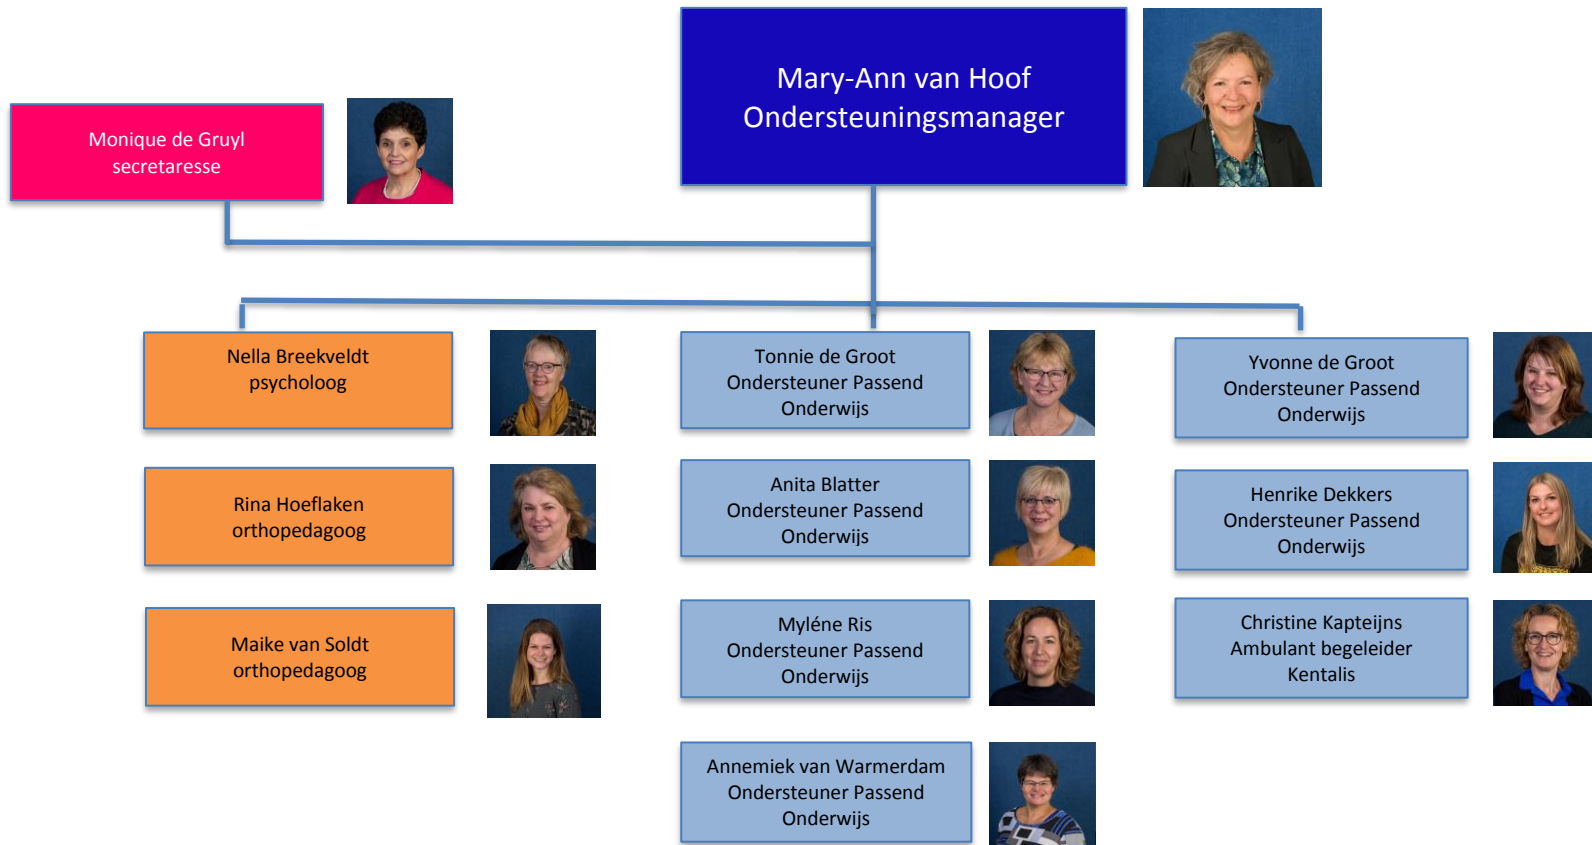 Mary-Ann van Hoof
Ondersteuningsmanager
Monique de Gruyl
secretaresse
Nella Breekveldt
psycholoog
Tonnie de Groot
Ondersteuner Passend
Onderwijs
Yvonne de Groot
Ondersteuner Passend
Onderwijs
Rina Hoeflaken
orthopedagoog
Anita Blatter
Ondersteuner Passend
Onderwijs
Henrike Dekkers
Ondersteuner Passend
Onderwijs
Maike van Soldt
orthopedagoog
Myléne Ris
Ondersteuner Passend
Onderwijs
Christine Kapteijns
Ambulant begeleider
Kentalis
Annemiek van Warmerdam
Ondersteuner Passend
Onderwijs